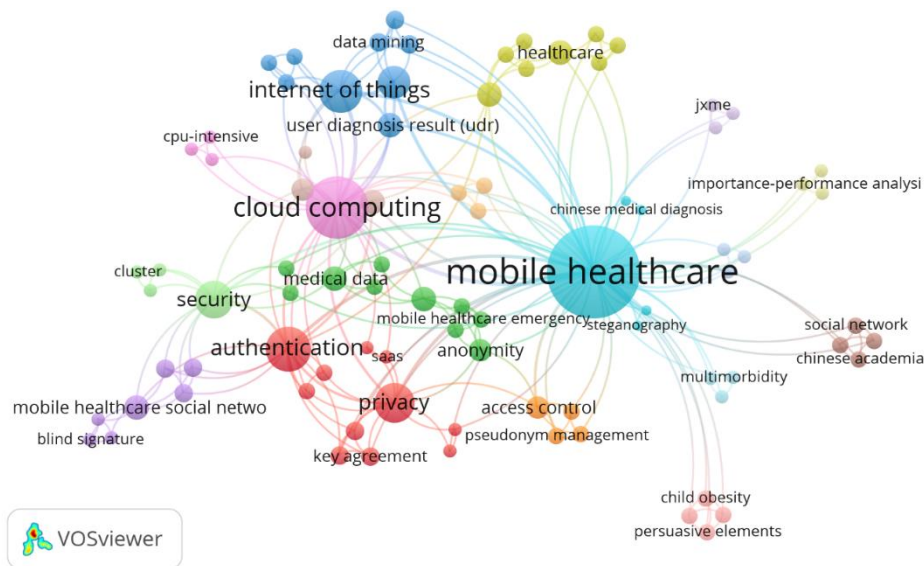 data mining
healthcare
internet of things
jxme
user diagnosis result (udr)
cpu-intensive
importance-performance analysi
cloud computing
chinese medical diagnosis
mobile healthcare
cluster
medical data
security
mobile healthcare emergency
steganography
social network
authentication
saas
anonymity
chinese academia
multimorbidity
privacy
access control
mobile healthcare social netwo
pseudonym management
blind signature
key agreement
child obesity
persuasive elements
VOSviewer